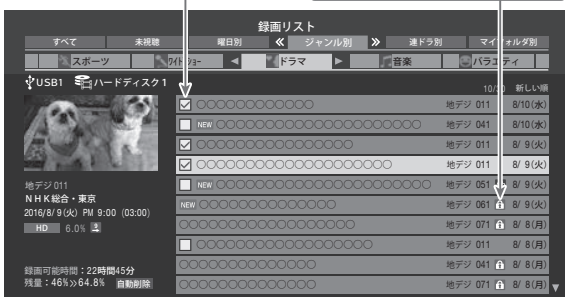 録画リスト
すべて 未視聴 曜日別 ジャンル別 連ドラ別 マイフォルダ別
スポーツ ワイドショー ドラマ 音楽 バラエティ
USB1 ハードディスク1
新しい順
○○○○○○○○○○○○ 地デジ 011 8/10(水)
NEW ○○○○○○○○○○○○○○○○○○○○○○ 地デジ 041 8/10(水)
○○○○○○○○○○○○○○○○ 地デジ 011 8/ 9(火)
○○○○○○○○○○○○○○○○○○○○ 地デジ 011 8/ 9(火)
NEW ○○○○○○○○○○○○○○○○○○○○○○○ 地デジ 051 8/ 9(火)
NEW ○○○○○○○○○○○○○ 地デジ 061 8/ 9(火)
○○○○○○○○○○○○○○○○ 地デジ 071 8/ 8(月)
○○○○○○○○○○○○○○○○○○ 地デジ 011 8/ 8(月)
○○○○○○○○○○○○ 地デジ 041 8/ 8(月)
○○○○○○○○○○○○○○○○ 地デジ 071 8/ 8(月)
地デジ 011
NHK総合・東京
2016/8/ 9(火) PM 9:00 (03:00)
HD 6.0%
録画可能時間：22時間45分
残量：46%≫64.8% 自動削除